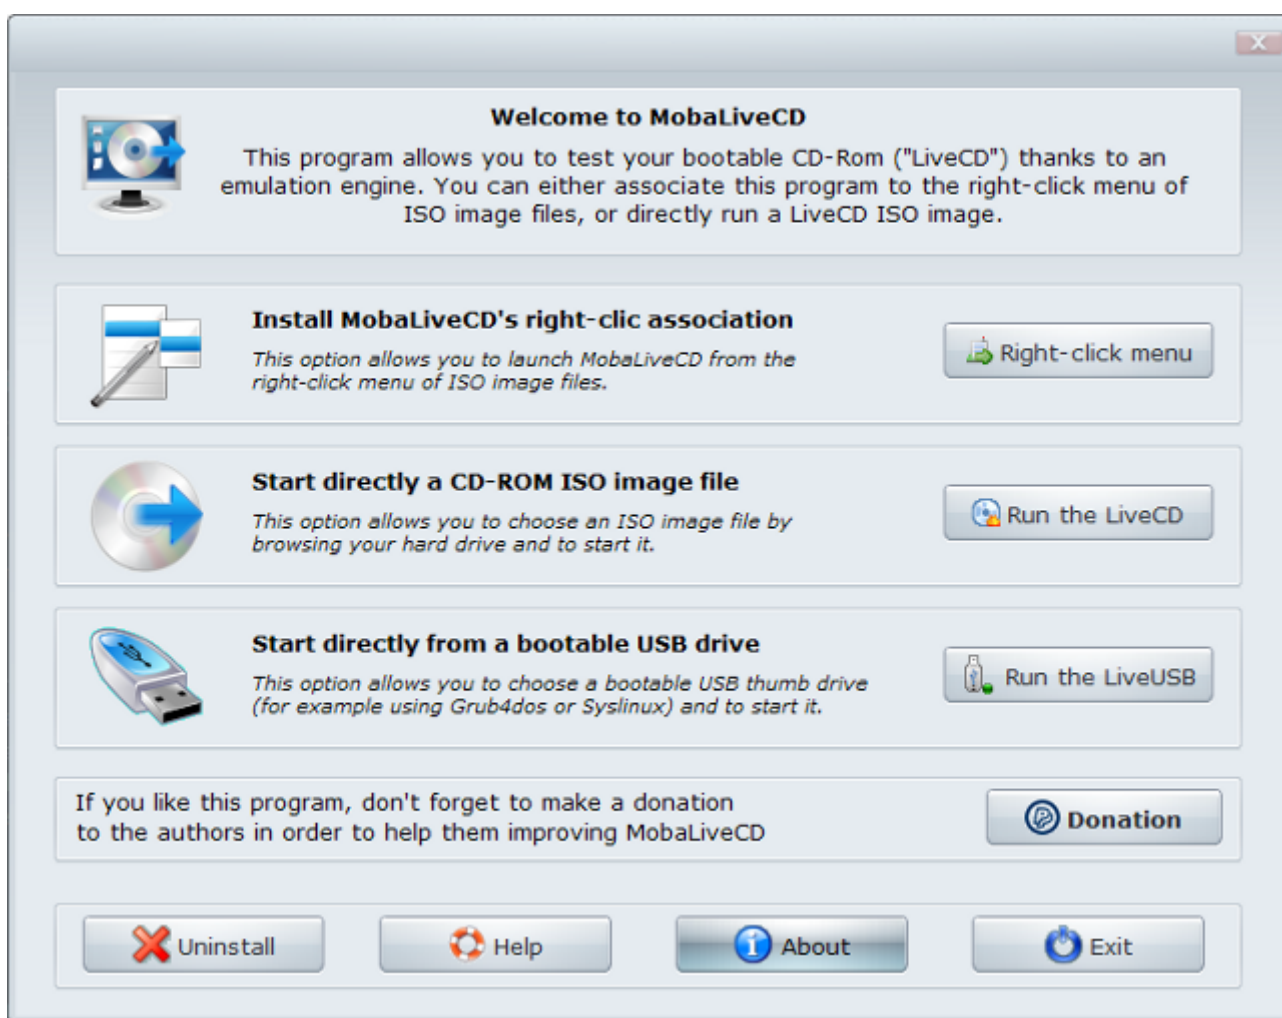 Welcome to MobaLiveCD
This program allows you to test your bootable CD-Rom ("LiveCD") thanks to an
emulation engine. You can either associate this program to the right-click menu of
ISO image files, or directly run a LiveCD ISO image.
Install MobaLiveCD's right-clic association
This option allows you to launch MobaLiveCD from the
right-click menu of ISO image files.
Right-click menu
Start directly a CD-ROM ISO image file
This option allows you to choose an ISO image file by
browsing your hard drive and to start it.
Run the LiveCD
Start directly from a bootable USB drive
This option allows you to choose a bootable USB thumb drive
(for example using Grub4dos or Syslinux) and to start it.
Run the LiveUSB
If you like this program, don't forget to make a donation
to the authors in order to help them improving MobaLiveCD
Donation
Uninstall
Help
About
Exit